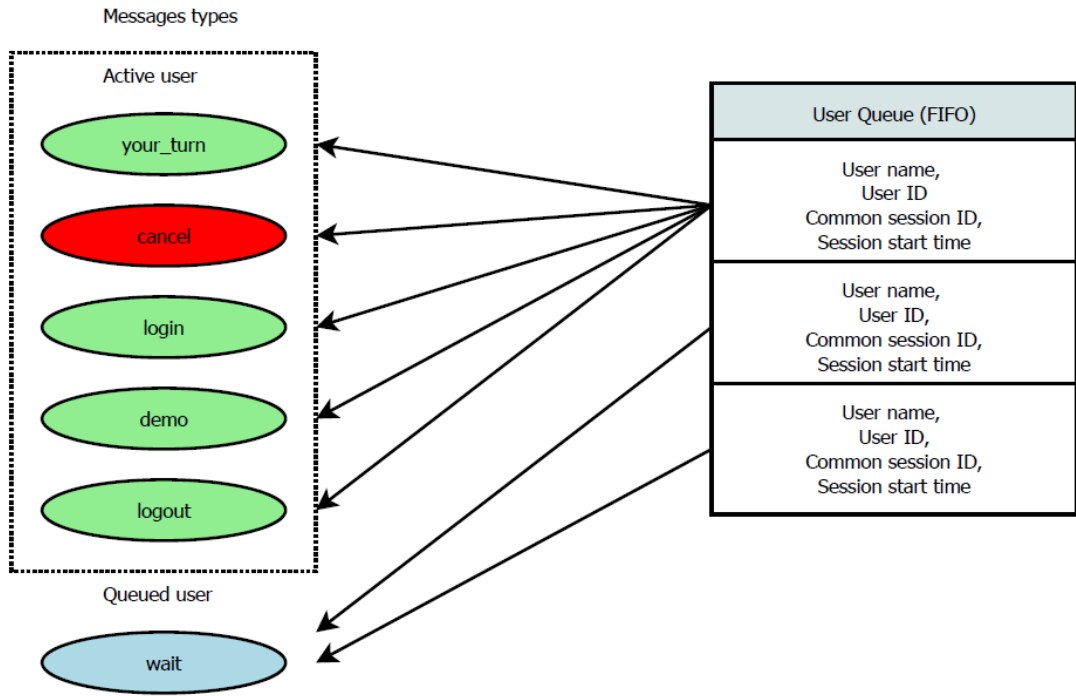 Messages types
Active user
your_turn
cancel
login
demo
logout
Queued user
wait
User Queue (FIFO)
User name,
User ID
Common session ID,
Session start time
User name,
User ID,
Common session ID,
Session start time
User name,
User ID,
Common session ID,
Session start time